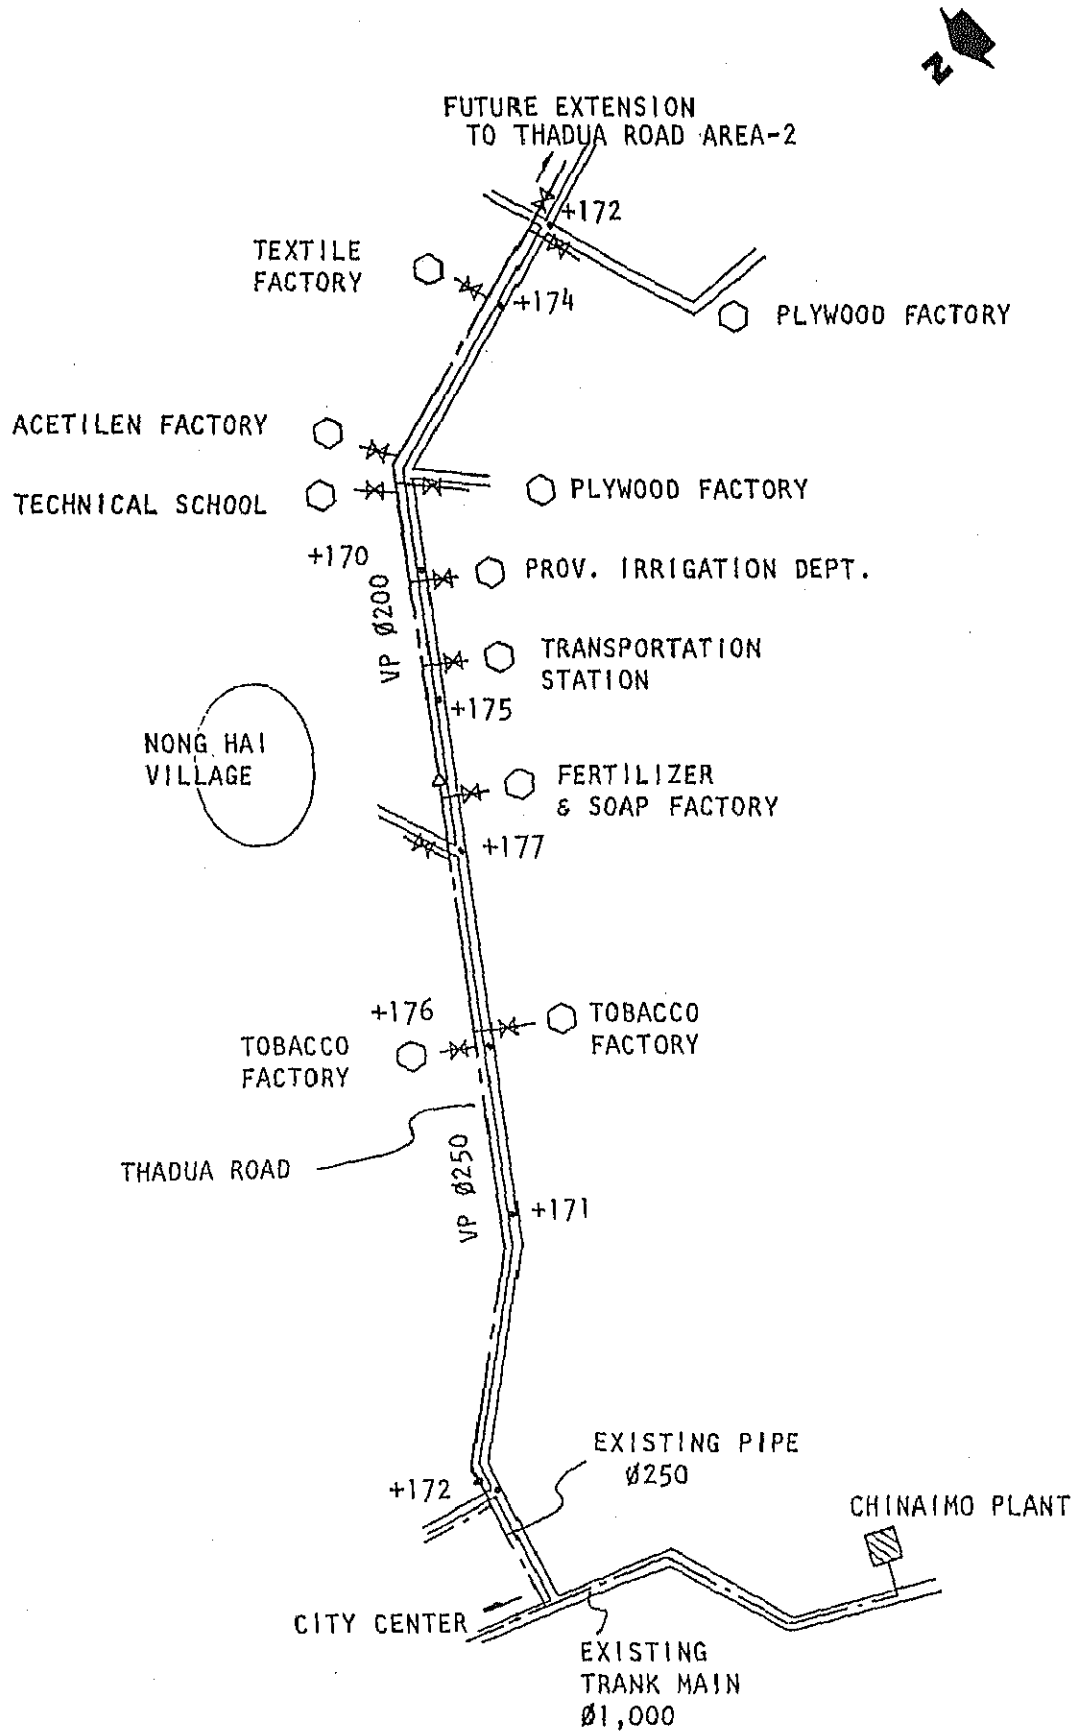 N
FUTURE EXTENSION
TO THADUA ROAD AREA-2
+172
TEXTILE
FACTORY
+174
PLYWOOD FACTORY
ACETILEN FACTORY
TECHNICAL SCHOOL
PLYWOOD FACTORY
+170
PROV. IRRIGATION DEPT.
VP Ø200
TRANSPORTATION
STATION
+175
NONG HAI
VILLAGE
FERTILIZER
& SOAP FACTORY
+177
+176
TOBACCO
FACTORY
TOBACCO
FACTORY
THADUA ROAD
VP Ø250
+171
EXISTING PIPE
Ø250
+172
CHINAIMO PLANT
CITY CENTER
EXISTING
TRANK MAIN
Ø1,000